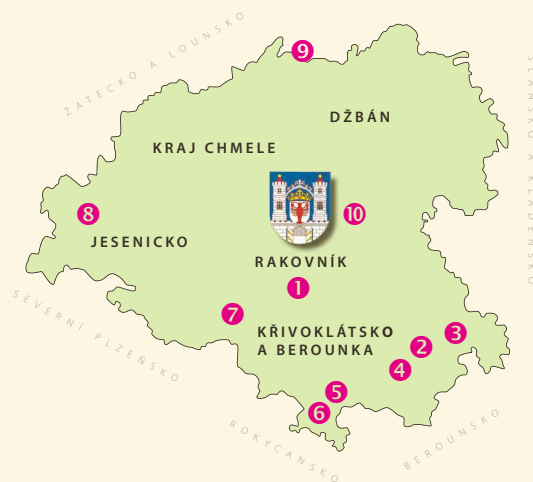 ŽATECKO A LOUNSKO
9
SLÁNSKO A KLADENSKO
DŽBÁN
KRAJ CHMELE
8
10
JESENICKO
RAKOVNÍK
1
SEVERNÍ PLZEŇSKO
7
KŘIVOKLÁTSKO
A BEROUNKA
3
2
4
5
6
ROKYCANSKO
BEROUNSKO